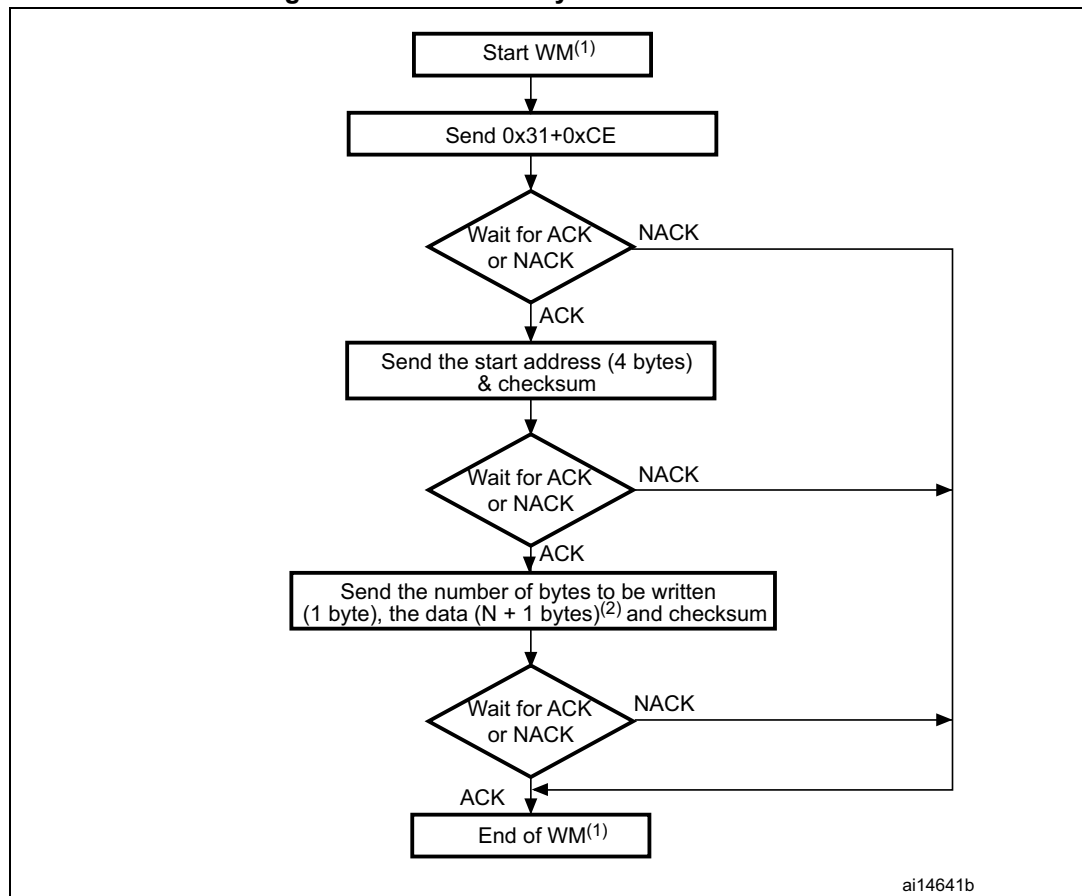 Start WM(1)
Send 0x31+0xCE
Wait for ACK
or NACK
NACK
ACK
Send the start address (4 bytes)
& checksum
Wait for ACK
or NACK
NACK
ACK
Send the number of bytes to be written
(1 byte), the data (N + 1 bytes)(2) and checksum
Wait for ACK
or NACK
NACK
ACK
End of WM(1)
ai14641b